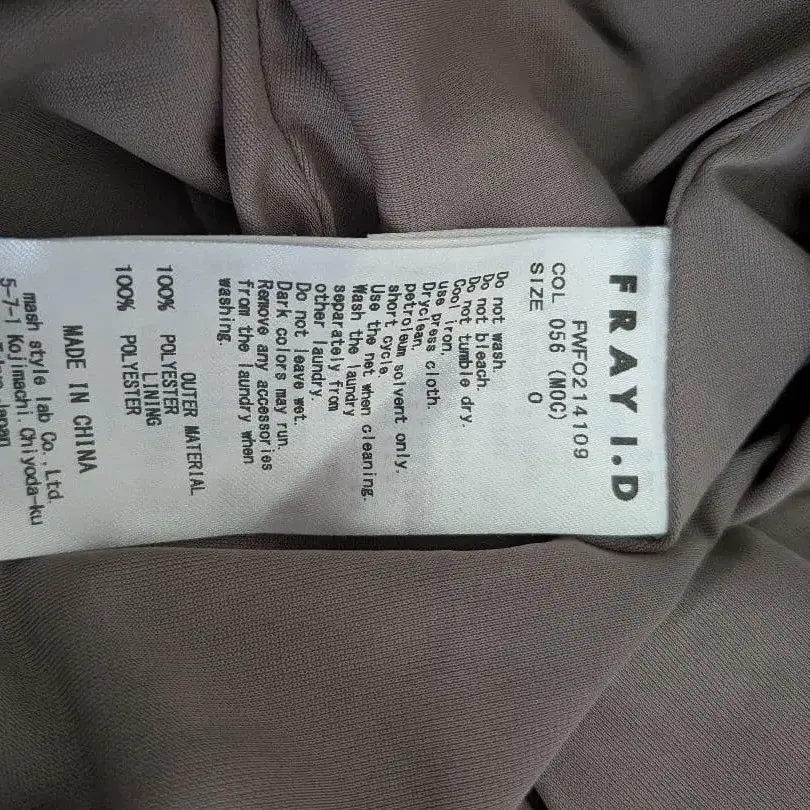 FRAY I.D
FWFO214109
COL 056 (MOC)
SIZE 0
Do not wash.
Do not bleach.
Do not tumble dry.
Cool iron,
use press cloth.
Dryclean,
petroleum solvent only.
short cycle.
Use the net when cleaning.
Wash the laundry
separately from
other laundry.
Do not leave wet.
Dark colors may run.
Remove any accessories
from the laundry when
washing.
OUTER MATERIAL
100% POLYESTER
LINING
100% POLYESTER
MADE IN CHINA
mash style lab Co., Ltd.
5-7-1 Kojimachi, Chiyoda-ku
Japan